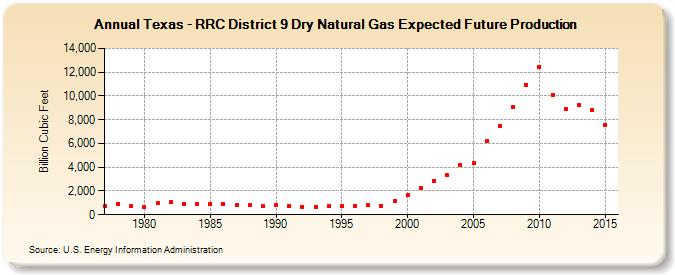 Annual Texas - RRC District 9 Dry Natural Gas Expected Future Production
Billion Cubic Feet
14,000
12,000
10,000
8,000
6,000
4,000
2,000
0
1980 1985 1990 1995 2000 2005 2010 2015
Source: U.S. Energy Information Administration